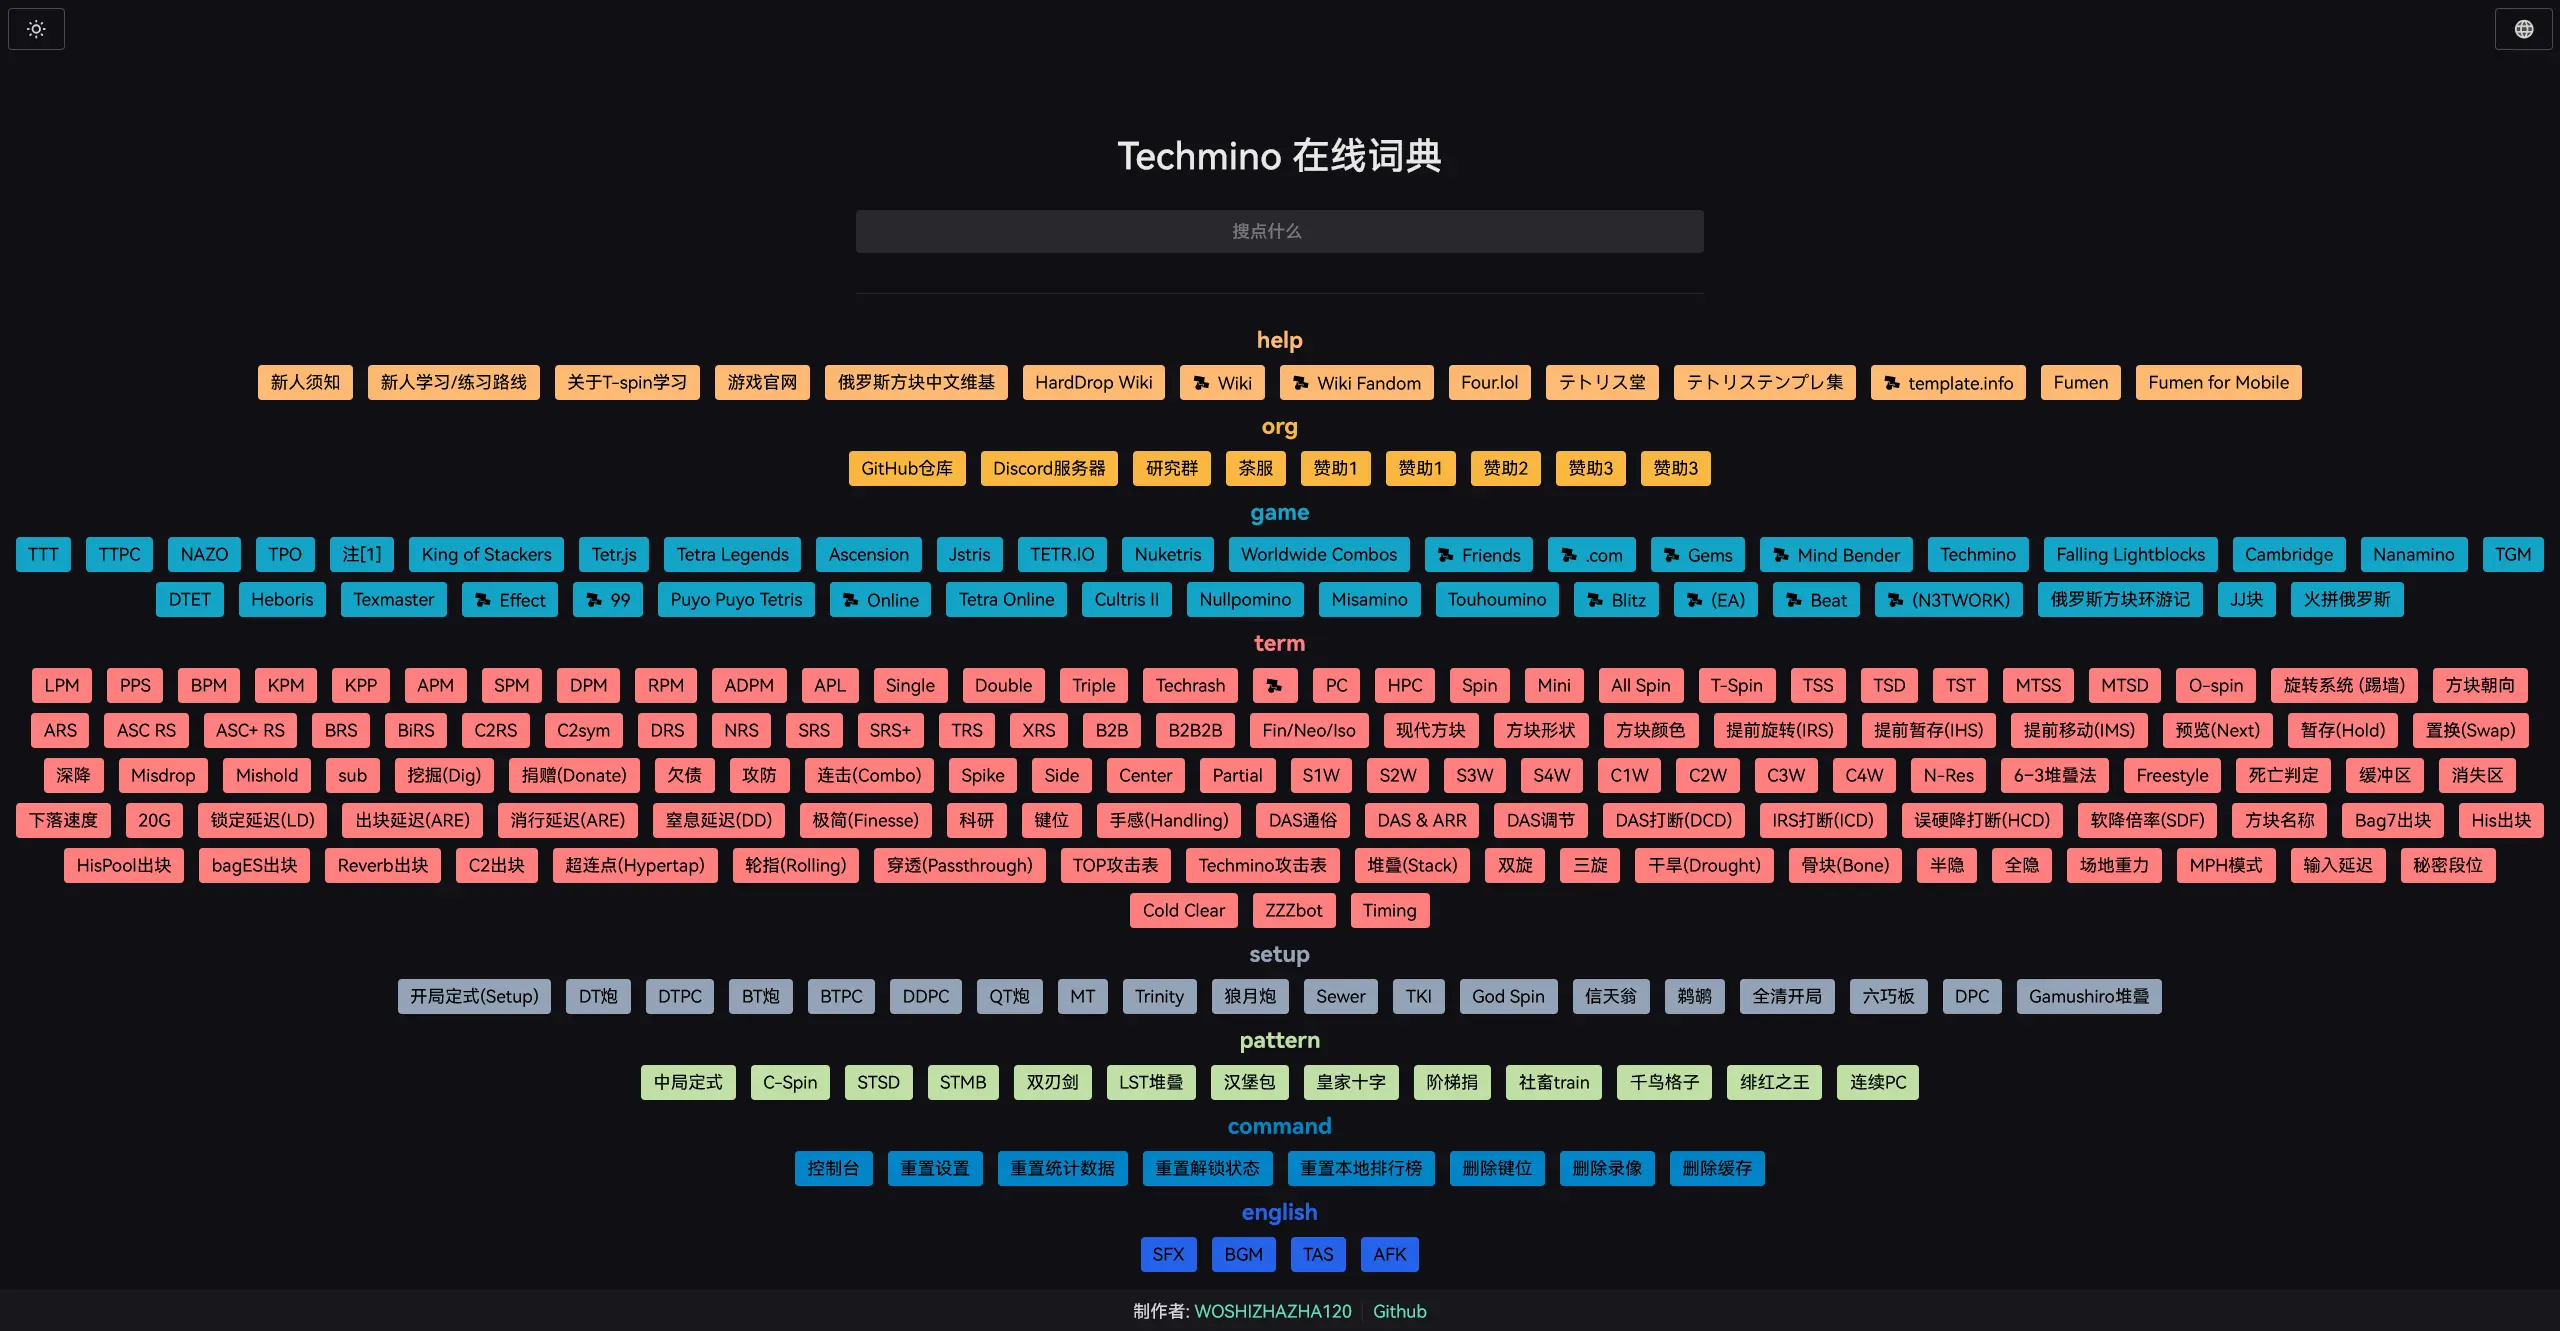 Techmino 在线词典
搜点什么
help
新人须知 新人学习/练习路线 关于T-spin学习 游戏官网 俄罗斯方块中文维基 HardDrop Wiki Wiki Wiki Fandom Four.lol テトリス堂 テトリステンプレ集 template.info Fumen Fumen for Mobile
org
GitHub仓库 Discord服务器 研究群 茶服 赞助1 赞助1 赞助2 赞助3 赞助3
game
TTT TTPC NAZO TPO 注[1] King of Stackers Tetr.js Tetra Legends Ascension Jstris TETR.IO Nuketris Worldwide Combos Friends .com Gems Mind Bender Techmino Falling Lightblocks Cambridge Nanamino TGM
DTET Heboris Texmaster Effect 99 Puyo Puyo Tetris Online Tetra Online Cultris II Nullpomino Misamino Touhoumino Blitz (EA) Beat (N3TWORK) 俄罗斯方块环游记 JJ块 火拼俄罗斯
term
LPM PPS BPM KPM KPP APM SPM DPM RPM ADPM APL Single Double Triple Techrash PC HPC Spin Mini All Spin T-Spin TSS TSD TST MTSS MTSD O-spin 旋转系统 (踢墙) 方块朝向
ARS ASC RS ASC+ RS BRS BiRS C2RS C2sym DRS NRS SRS SRS+ TRS XRS B2B B2B2B Fin/Neo/Iso 现代方块 方块形状 方块颜色 提前旋转(IRS) 提前暂存(IHS) 提前移动(IMS) 预览(Next) 暂存(Hold) 置换(Swap)
深降 Misdrop Mishold sub 挖掘(Dig) 捐赠(Donate) 欠债 攻防 连击(Combo) Spike Side Center Partial S1W S2W S3W S4W C1W C2W C3W C4W N-Res 6-3堆叠法 Freestyle 死亡判定 缓冲区 消失区
下落速度 20G 锁定延迟(LD) 出块延迟(ARE) 消行延迟(ARE) 窒息延迟(DD) 极简(Finesse) 科研 键位 手感(Handling) DAS通俗 DAS & ARR DAS调节 DAS打断(DCD) IRS打断(ICD) 误硬降打断(HCD) 软降倍率(SDF) 方块名称 Bag7出块 His出块
HisPool出块 bagES出块 Reverb出块 C2出块 超连点(Hypertap) 轮指(Rolling) 穿透(Passthrough) TOP攻击表 Techmino攻击表 堆叠(Stack) 双旋 三旋 干旱(Drought) 骨块(Bone) 半隐 全隐 场地重力 MPH模式 输入延迟 秘密段位
Cold Clear ZZZbot Timing
setup
开局定式(Setup) DT炮 DTPC BT炮 BTPC DDPC QT炮 MT Trinity 狼月炮 Sewer TKI God Spin 信天翁 鹈鹕 全清开局 六巧板 DPC Gamushiro堆叠
pattern
中局定式 C-Spin STSD STMB 双刃剑 LST堆叠 汉堡包 皇家十字 阶梯捐 社畜train 千鸟格子 绯红之王 连续PC
command
控制台 重置设置 重置统计数据 重置解锁状态 重置本地排行榜 删除键位 删除录像 删除缓存
english
SFX BGM TAS AFK
制作者: WOSHIZHAZHA120 Github